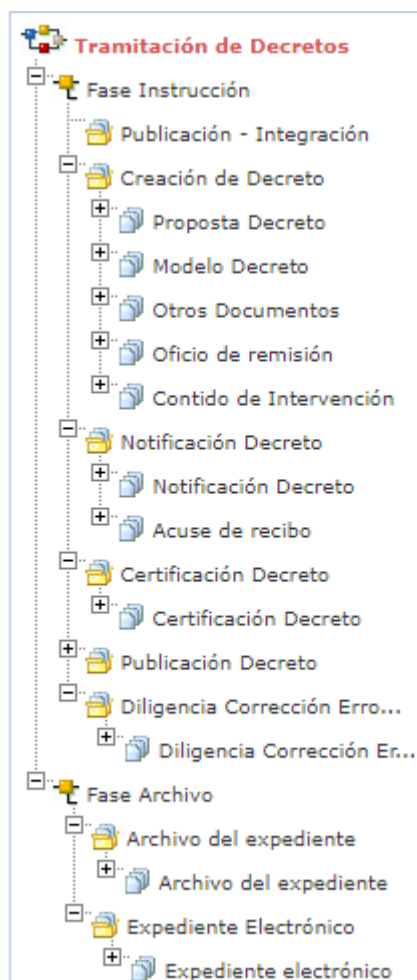 Tramitación de Decretos
Fase Instrucción
Publicación - Integración
Creación de Decreto
Proposta Decreto
Modelo Decreto
Otros Documentos
Oficio de remisión
Contido de Intervención
Notificación Decreto
Notificación Decreto
Acuse de recibo
Certificación Decreto
Certificación Decreto
Publicación Decreto
Diligencia Corrección Erro...
Diligencia Corrección Er...
Fase Archivo
Archivo del expediente
Archivo del expediente
Expediente Electrónico
Expediente electrónico